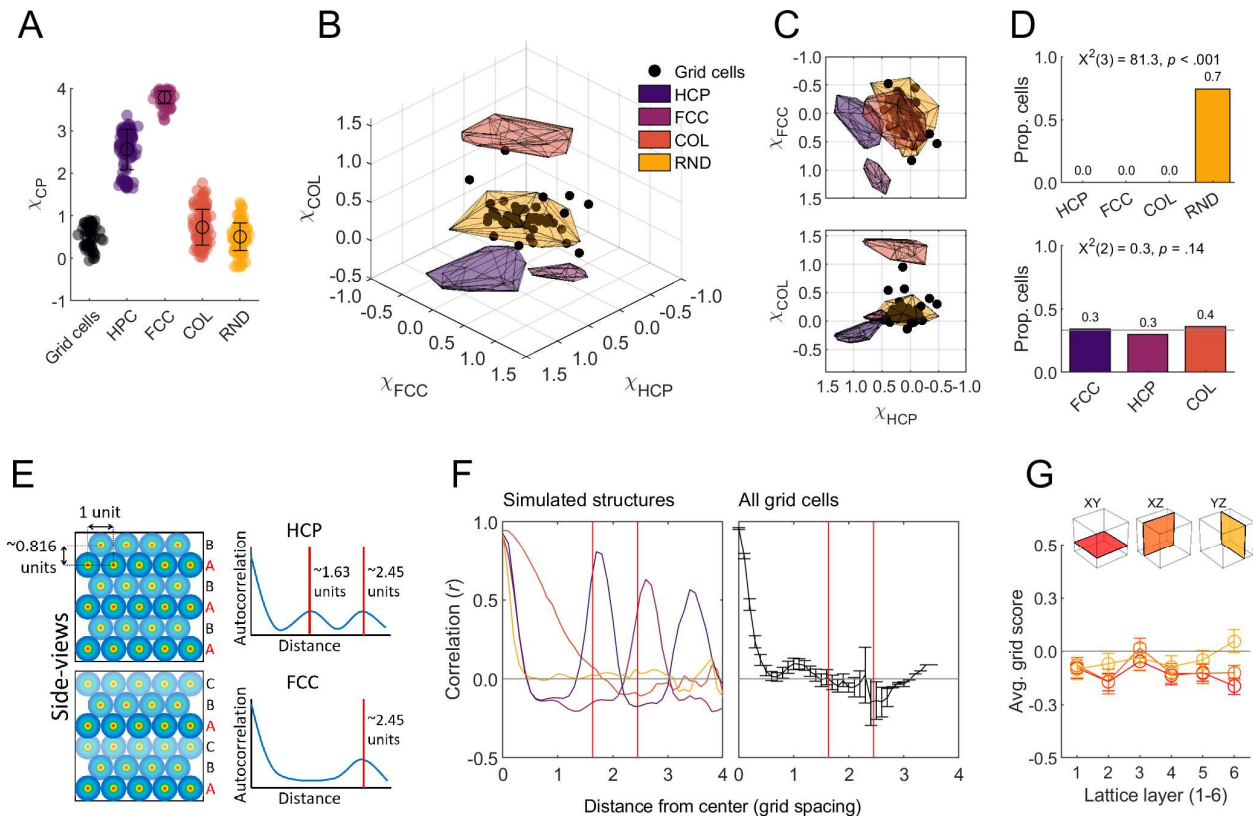 A
4
3
2
1
0
-1
χCP
Grid cells
HPC
FCC
COL
RND
B
1.5
1.0
0.5
0.0
-0.5
χCOL
-1.0
-0.5
0.0
0.5
1.0
1.5
χFCC
-1.0
-0.5
0.0
0.5
1.0
1.5
χHCP
Grid cells
HCP
FCC
COL
RND
C
-1.0
-0.5
0.0
0.5
1.0
1.5
χFCC
1.5
1.0
0.5
0.0
-0.5
χCOL
1.5 1.0 0.5 0.0 -0.5 -1.0
χHCP
D
1.0
0.5
0.0
Prop. cells
X²(3) = 81.3, p < .001
0.0
0.0
0.0
0.7
HCP
FCC
COL
RND
1.0
0.5
0.0
Prop. cells
X²(2) = 0.3, p = .14
0.3
0.3
0.4
FCC
HCP
COL
E
Side-views
1 unit
~0.816
units
B
A
B
A
B
A
C
B
A
C
B
A
HCP
Autocorrelation
Distance
~1.63
units
~2.45
units
FCC
Autocorrelation
Distance
~2.45
units
F
Simulated structures
All grid cells
Correlation (r)
1.0
0.5
0.0
-0.5
0 1 2 3 4
1.0
0.5
0.0
-0.5
0 1 2 3 4
Distance from center (grid spacing)
G
XY
XZ
YZ
Avg. grid score
0.5
0.3
0.0
-0.3
-0.5
1 2 3 4 5 6
Lattice layer (1-6)